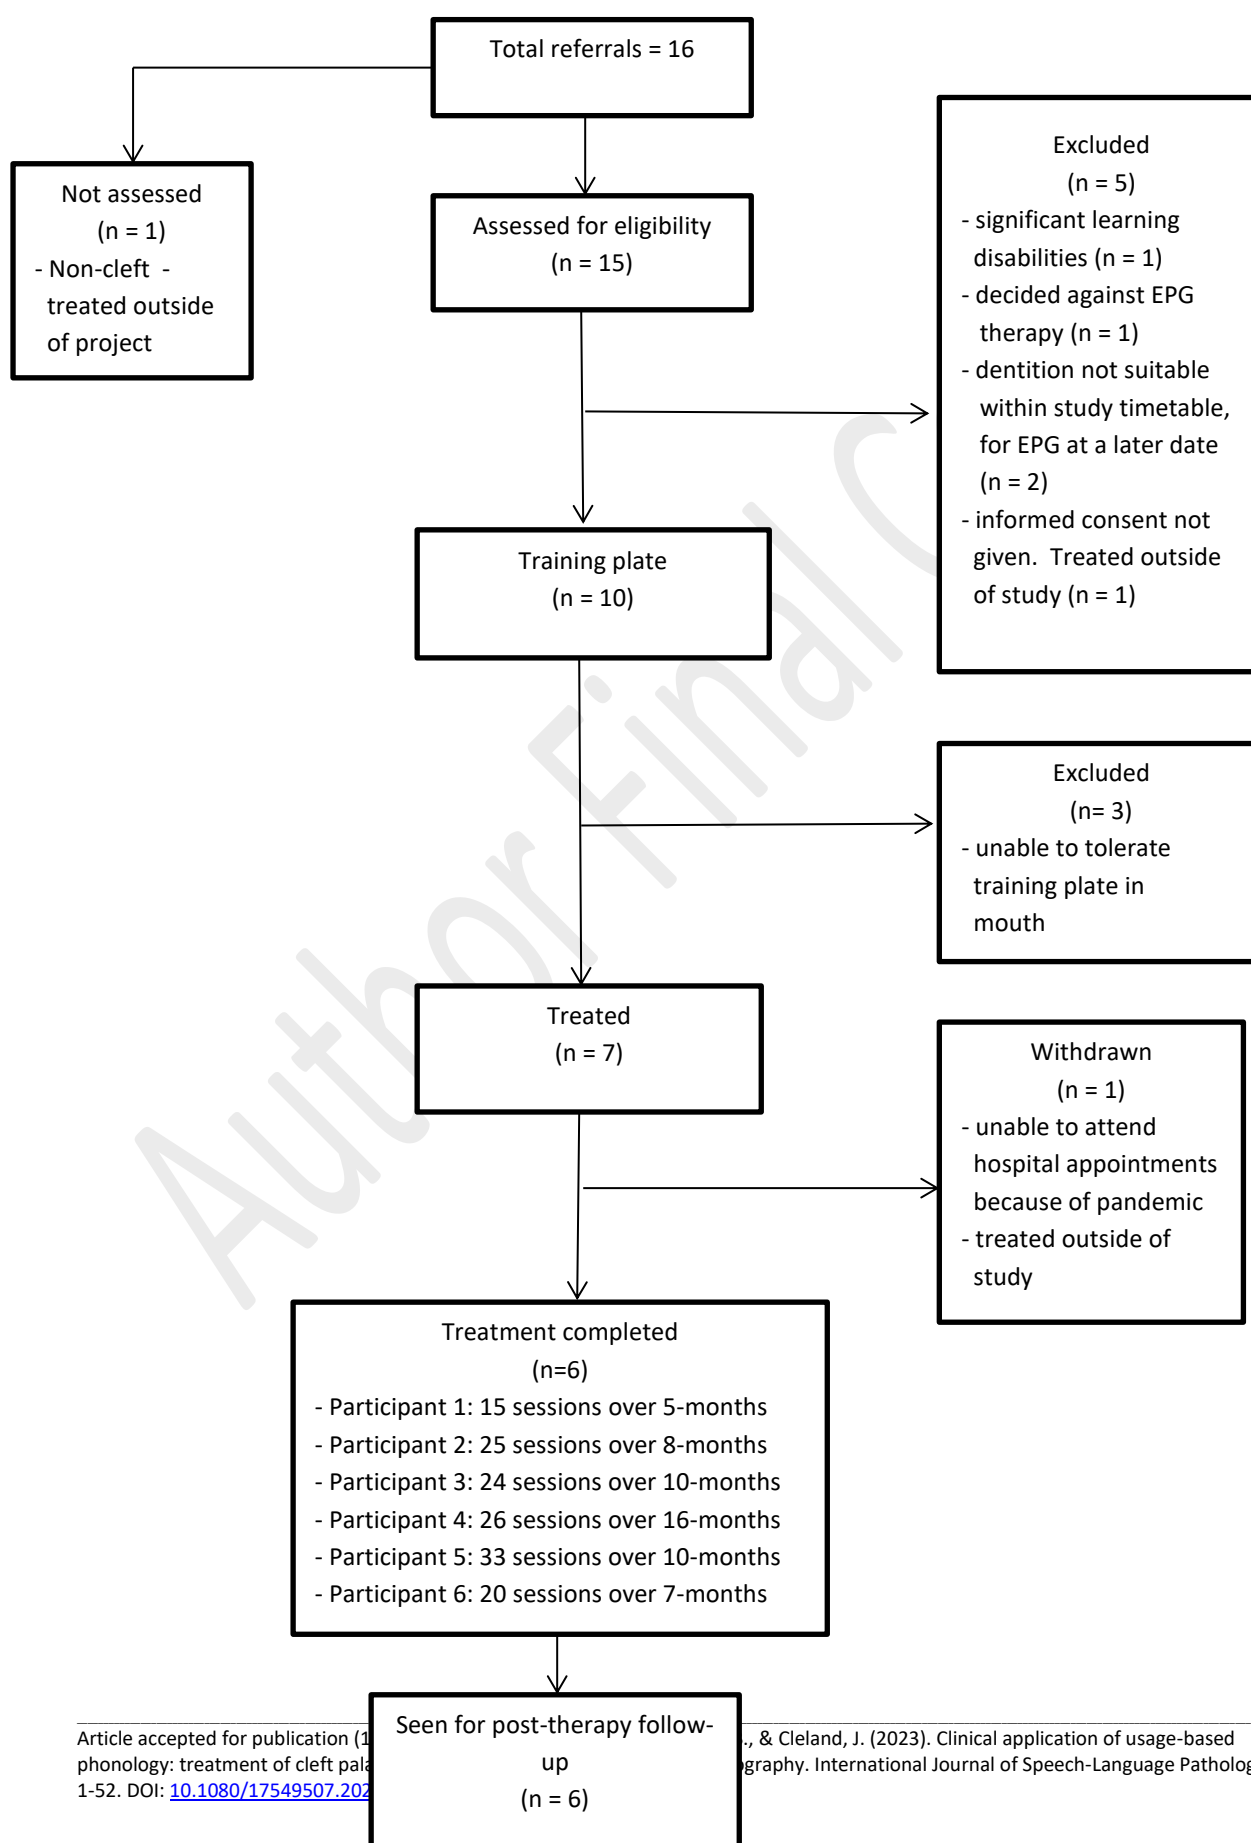 Total referrals = 16
Not assessed
(n = 1)
- Non-cleft -
treated outside
of project
Assessed for eligibility
(n = 15)
Excluded
(n = 5)
- significant learning
disabilities (n = 1)
- decided against EPG
therapy (n = 1)
- dentition not suitable
within study timetable,
for EPG at a later date
(n = 2)
- informed consent not
given. Treated outside
of study (n = 1)
Training plate
(n = 10)
Excluded
(n= 3)
- unable to tolerate
training plate in
mouth
Treated
(n = 7)
Withdrawn
(n = 1)
- unable to attend
hospital appointments
because of pandemic
- treated outside of
study
Treatment completed
(n=6)
- Participant 1: 15 sessions over 5-months
- Participant 2: 25 sessions over 8-months
- Participant 3: 24 sessions over 10-months
- Participant 4: 26 sessions over 16-months
- Participant 5: 33 sessions over 10-months
- Participant 6: 20 sessions over 7-months
Seen for post-therapy follow-
up
(n = 6)
Author Final
Article accepted for publication (1 ., & Cleland, J. (2023). Clinical application of usage-based
phonology: treatment of cleft pala ography. International Journal of Speech-Language Patholog
1-52. DOI: 10.1080/17549507.202